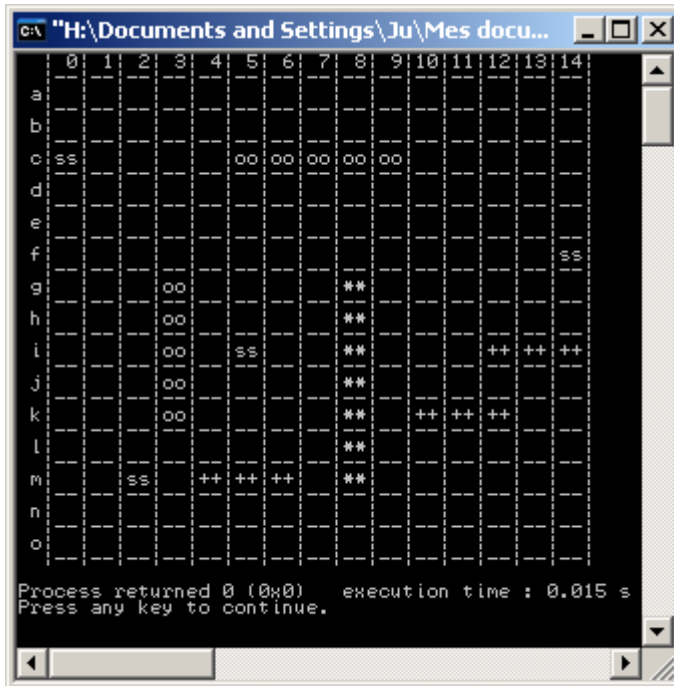 "H:\Documents and Settings\Ju\Mes docu...
0¦ 1¦ 2¦ 3¦ 4¦ 5¦ 6¦ 7¦ 8¦ 9¦10¦11¦12¦13¦14¦
a
b
c ss oo oo oo oo oo
d
e
f ss
g oo **
h oo **
i oo ss ** ++ ++ ++
j oo **
k oo ** ++ ++ ++
l **
m ss ++ ++ ++ **
n
o
Process returned 0 (0x0)   execution time : 0.015 s
Press any key to continue.